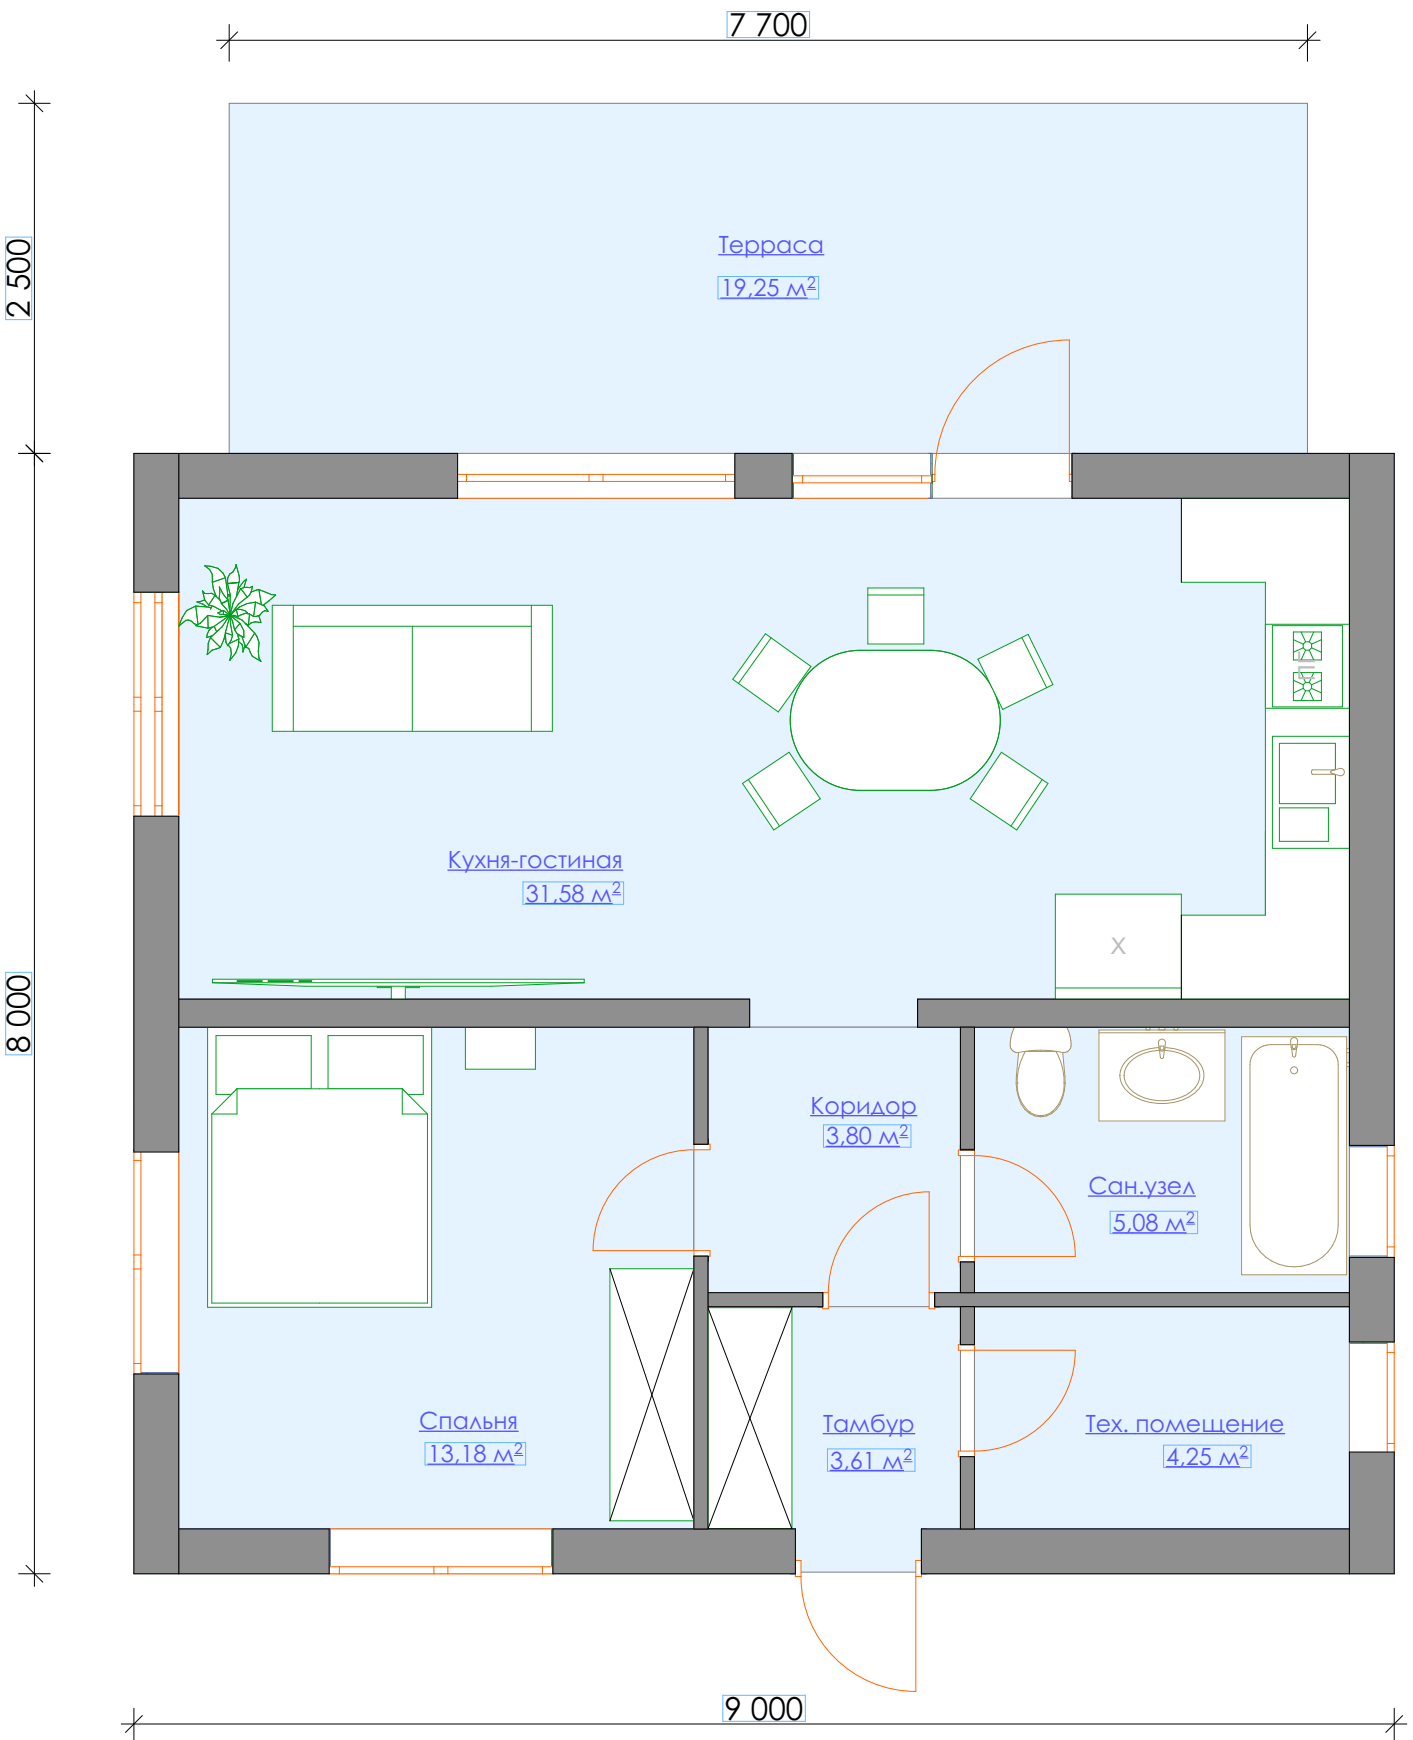 7 700
2 500
Терраса
19,25 м²
Кухня-гостиная
31,58 м²
ПГ
X
8 000
Коридор
3,80 м²
Сан.узел
5,08 м²
Спальня
13,18 м²
Тамбур
3,61 м²
Тех. помещение
4,25 м²
9 000